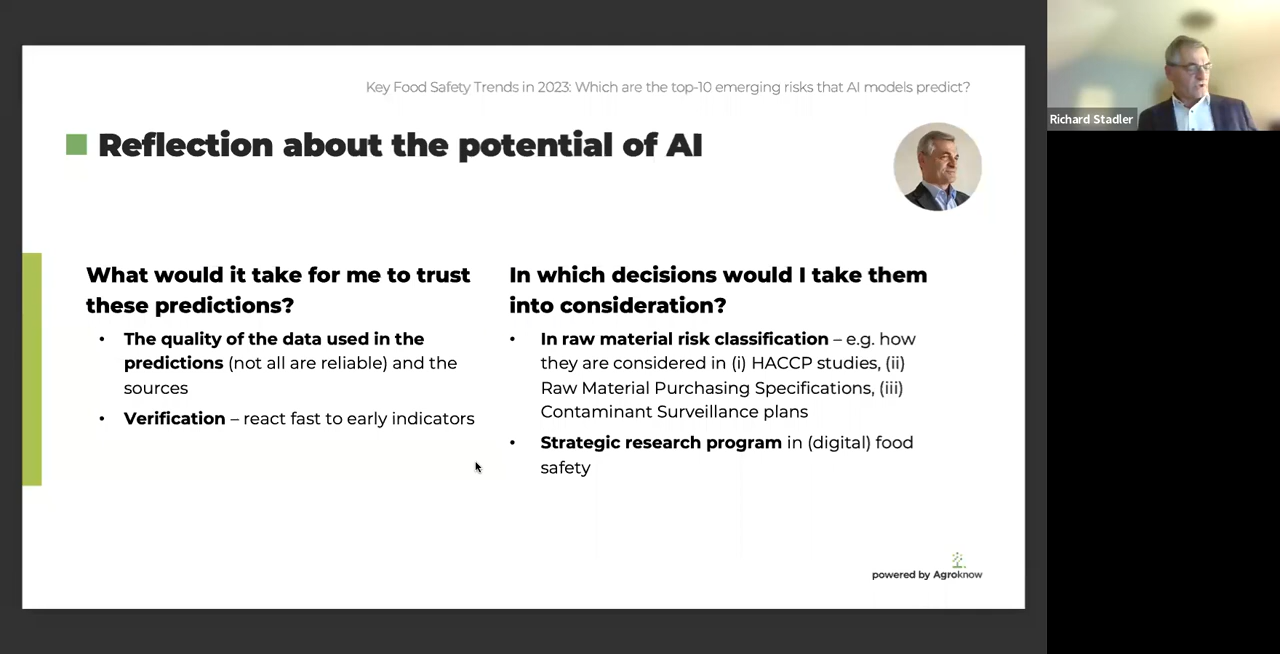 Key Food Safety Trends in 2023: Which are the top-10 emerging risks that AI models predict?
Reflection about the potential of AI
Richard Stadler
What would it take for me to trust
these predictions?
• The quality of the data used in the
predictions (not all are reliable) and the
sources
• Verification – react fast to early indicators
In which decisions would I take them
into consideration?
• In raw material risk classification – e.g. how
they are considered in (i) HACCP studies, (ii)
Raw Material Purchasing Specifications, (iii)
Contaminant Surveillance plans
• Strategic research program in (digital) food
safety
powered by Agroknow